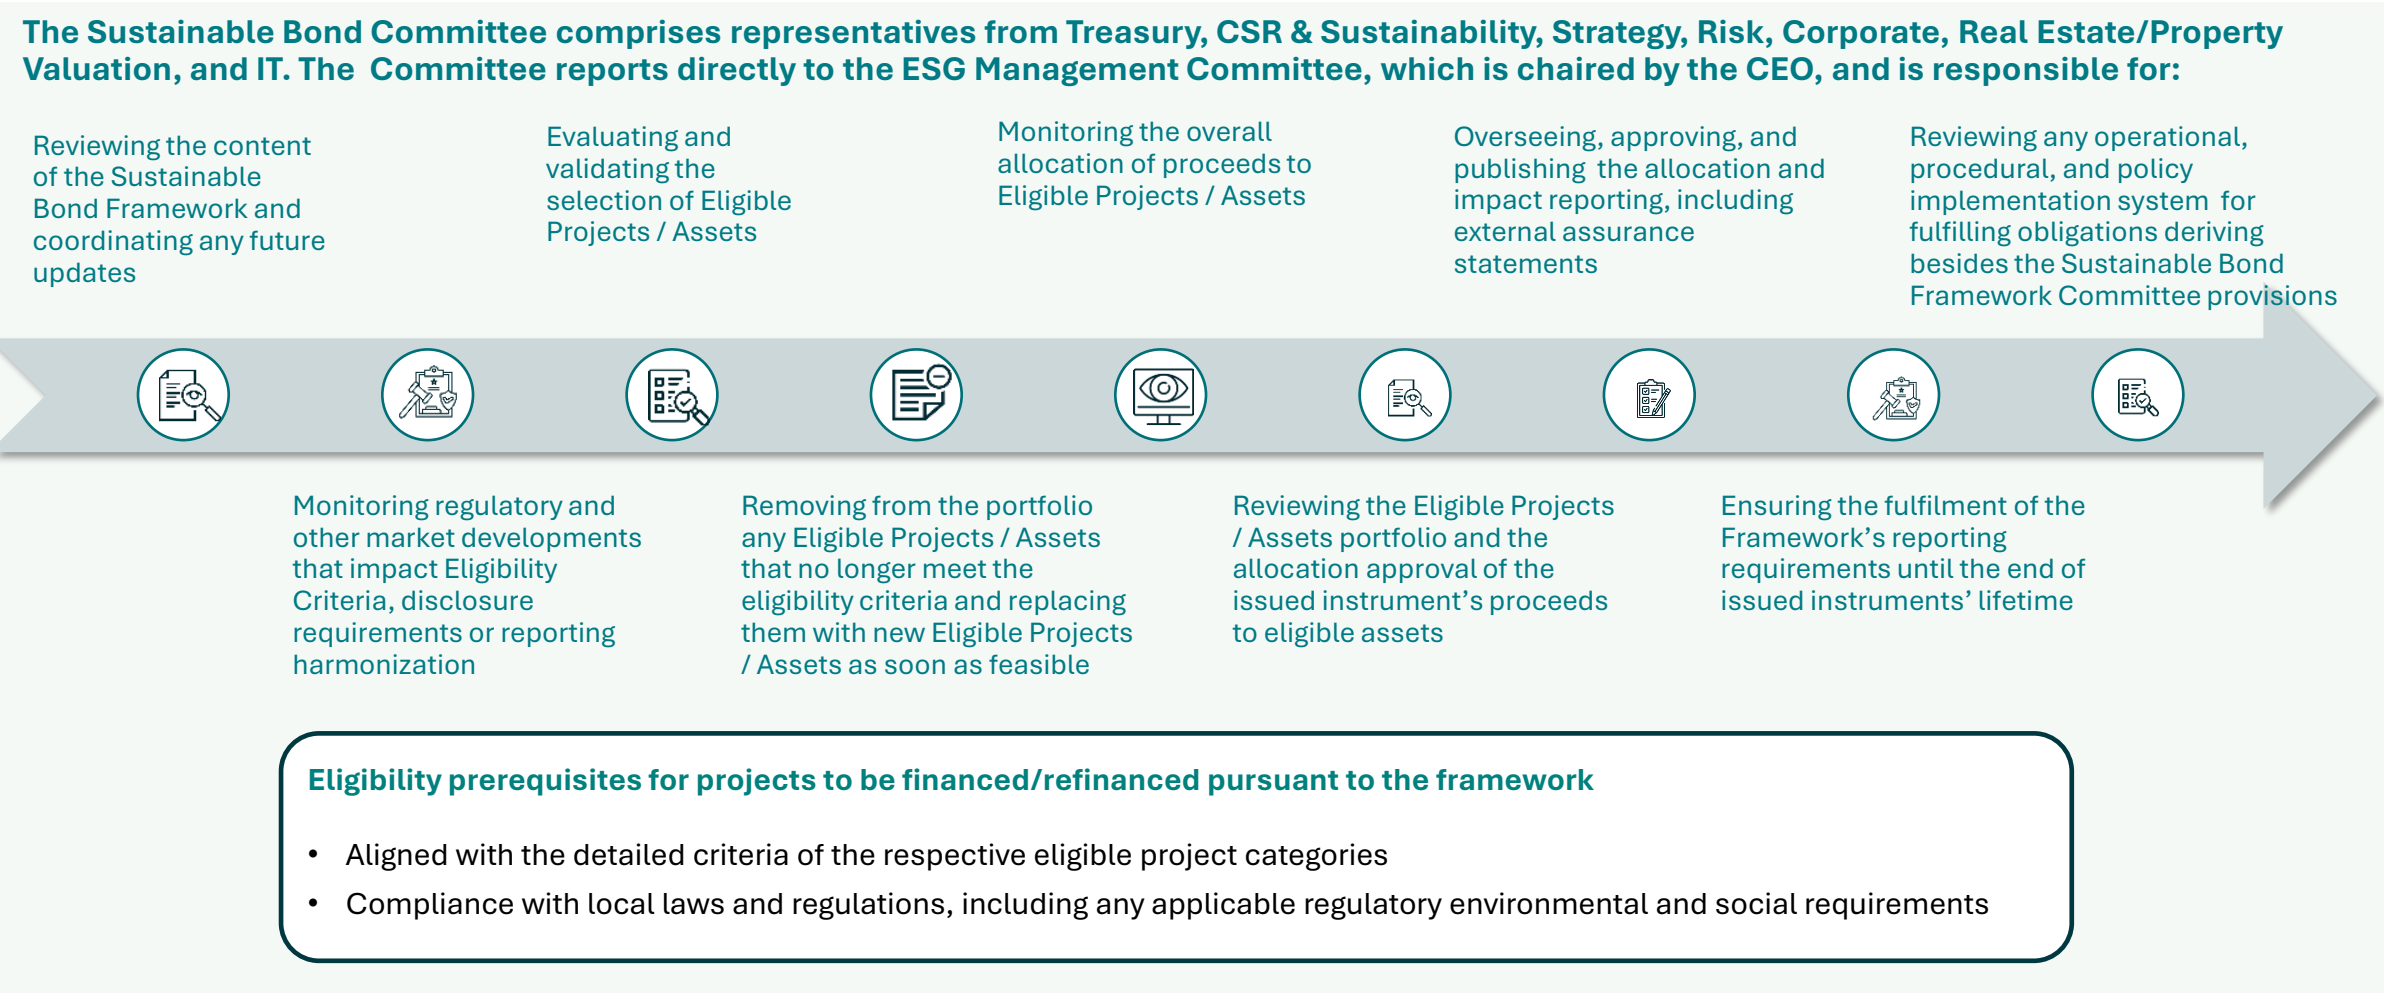 The Sustainable Bond Committee comprises representatives from Treasury, CSR & Sustainability, Strategy, Risk, Corporate, Real Estate/Property
Valuation, and IT. The Committee reports directly to the ESG Management Committee, which is chaired by the CEO, and is responsible for:
Reviewing the content
of the Sustainable
Bond Framework and
coordinating any future
updates
Evaluating and
validating the
selection of Eligible
Projects / Assets
Monitoring the overall
allocation of proceeds to
Eligible Projects / Assets
Overseeing, approving, and
publishing the allocation and
impact reporting, including
external assurance
statements
Reviewing any operational,
procedural, and policy
implementation system for
fulfilling obligations deriving
besides the Sustainable Bond
Framework Committee provisions
Monitoring regulatory and
other market developments
that impact Eligibility
Criteria, disclosure
requirements or reporting
harmonization
Removing from the portfolio
any Eligible Projects / Assets
that no longer meet the
eligibility criteria and replacing
them with new Eligible Projects
/ Assets as soon as feasible
Reviewing the Eligible Projects
/ Assets portfolio and the
allocation approval of the
issued instrument’s proceeds
to eligible assets
Ensuring the fulfilment of the
Framework’s reporting
requirements until the end of
issued instruments’ lifetime
Eligibility prerequisites for projects to be financed/refinanced pursuant to the framework
• Aligned with the detailed criteria of the respective eligible project categories
• Compliance with local laws and regulations, including any applicable regulatory environmental and social requirements